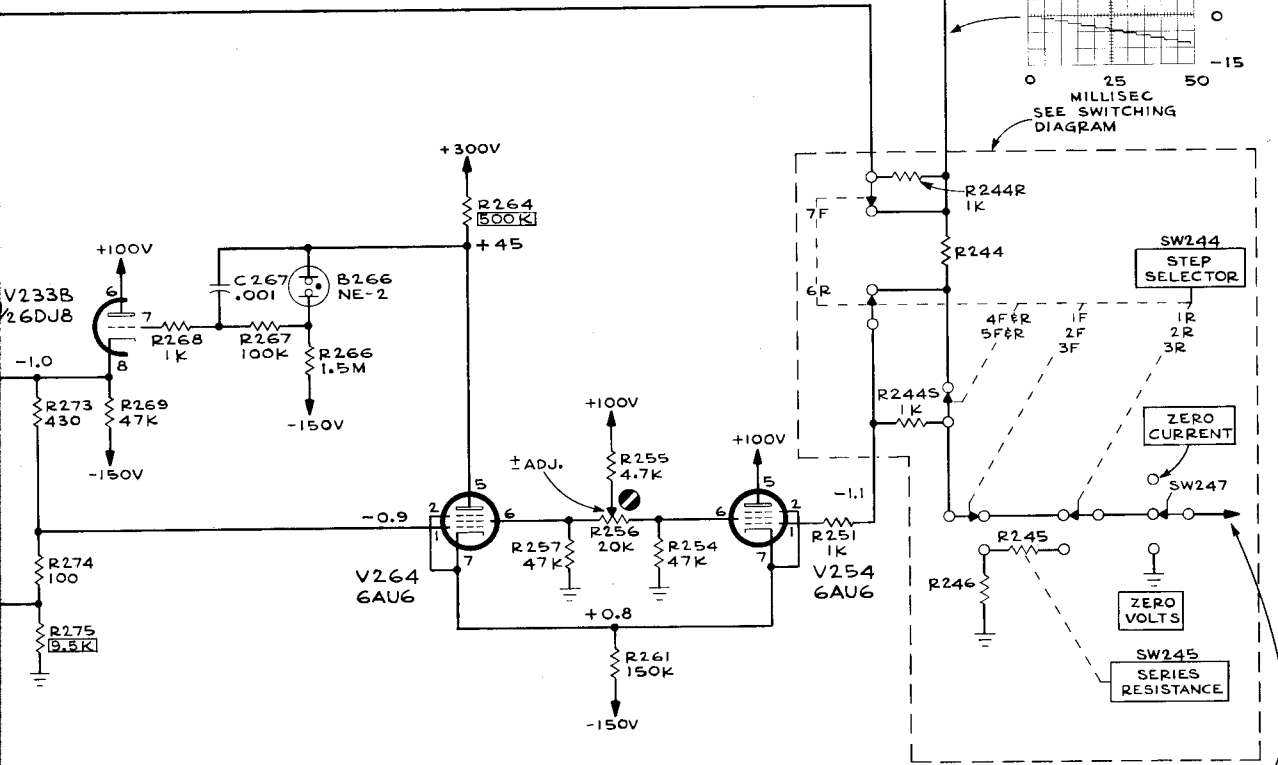 0
-15
0 25 50
MILLISEC
SEE SWITCHING
DIAGRAM
+300V
R264
500K
+45
+100V
V233B
6
7
8
C267
.001
B266
NE-2
R268
1K
R267
100K
R266
1.5M
-150V
-1.0
R273
430
R269
47K
-150V
-0.9
R274
100
R275
9.5K
5
2
1
6
7
V264
6AU6
± ADJ.
+100V
R255
4.7K
R256
20K
R257
47K
R254
47K
+0.8
R261
150K
-150V
+100V
5
2
1
6
7
-1.1
R251
1K
V254
6AU6
7F
R244R
1K
R244
6R
SW244
STEP
SELECTOR
4F&R
5F&R
1F
2F
3F
1R
2R
3R
R244S
1K
ZERO
CURRENT
SW247
R245
R246
ZERO
VOLTS
SW245
SERIES
RESISTANCE